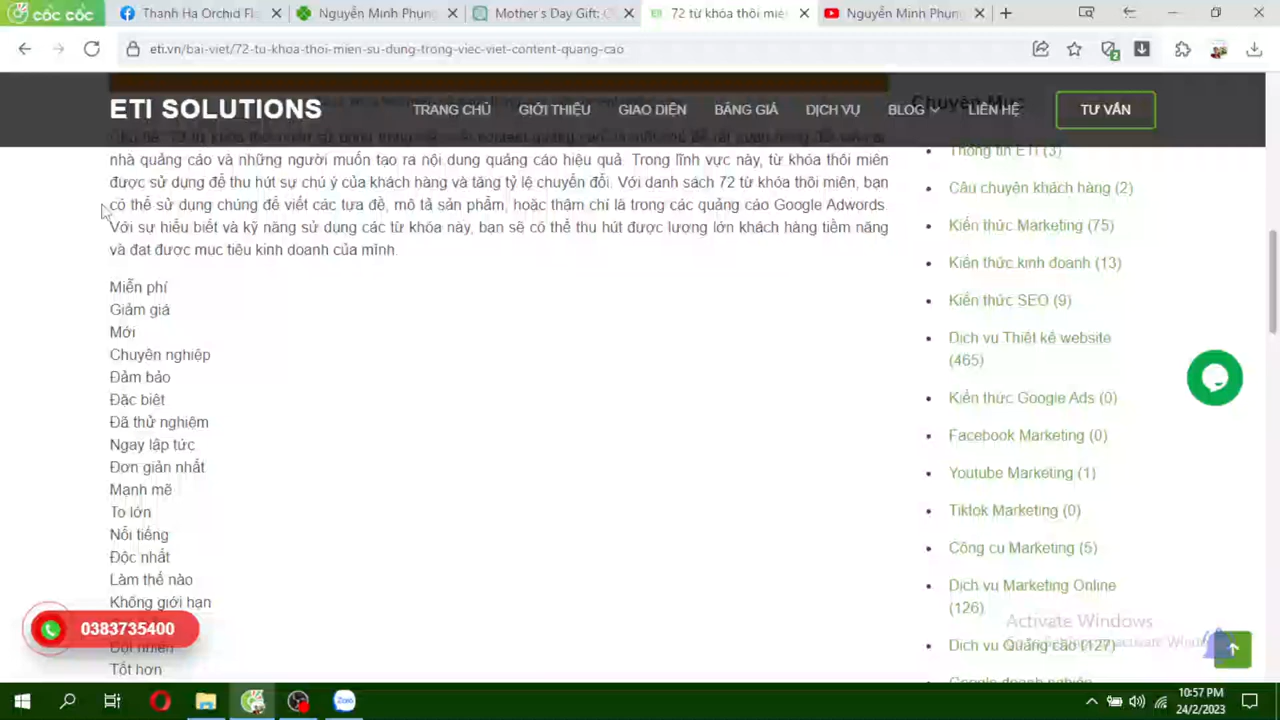 cốc cốc
Thanh Hạ Orchid Fl
Nguyễn Minh Phụng
Mother's Day Gift: C
72 từ khóa thôi miê
Nguyễn Minh Phụn
eti.vn/bai-viet/72-tu-khoa-thoi-mien-su-dung-trong-viec-viet-content-quang-cao
2
ETI SOLUTIONS
TRANG CHỦ
GIỚI THIỆU
GIAO DIỆN
BẢNG GIÁ
DỊCH VỤ
BLOG
LIÊN HỆ
TƯ VẤN
nhà quảng cáo và những người muốn tạo ra nội dung quảng cáo hiệu quả. Trong lĩnh vực này, từ khóa thôi miên
được sử dụng để thu hút sự chú ý của khách hàng và tăng tỷ lệ chuyển đổi. Với danh sách 72 từ khóa thôi miên, bạn
có thể sử dụng chúng để viết các tựa đề, mô tả sản phẩm, hoặc thậm chí là trong các quảng cáo Google Adwords.
Với sự hiểu biết và kỹ năng sử dụng các từ khóa này, bạn sẽ có thể thu hút được lượng lớn khách hàng tiềm năng
và đạt được mục tiêu kinh doanh của mình.
Miễn phí
Giảm giá
Mới
Chuyên nghiệp
Đảm bảo
Đặc biệt
Đã thử nghiệm
Ngay lập tức
Đơn giản nhất
Mạnh mẽ
To lớn
Nổi tiếng
Độc nhất
Làm thế nào
Không giới hạn
0383735400
Đột nhiên
Tốt hơn
Chuyên Mục
Thông tin ETI (3)
Câu chuyện khách hàng (2)
Kiến thức Marketing (75)
Kiến thức kinh doanh (13)
Kiến thức SEO (9)
Dịch vụ Thiết kế website
(465)
Kiến thức Google Ads (0)
Facebook Marketing (0)
Youtube Marketing (1)
Tiktok Marketing (0)
Công cụ Marketing (5)
Dịch vụ Marketing Online
(126)
Activate Windows
Dịch vụ Quảng cáo (127)
Google doanh nghiệp
Zalo
10:57 PM
24/2/2023